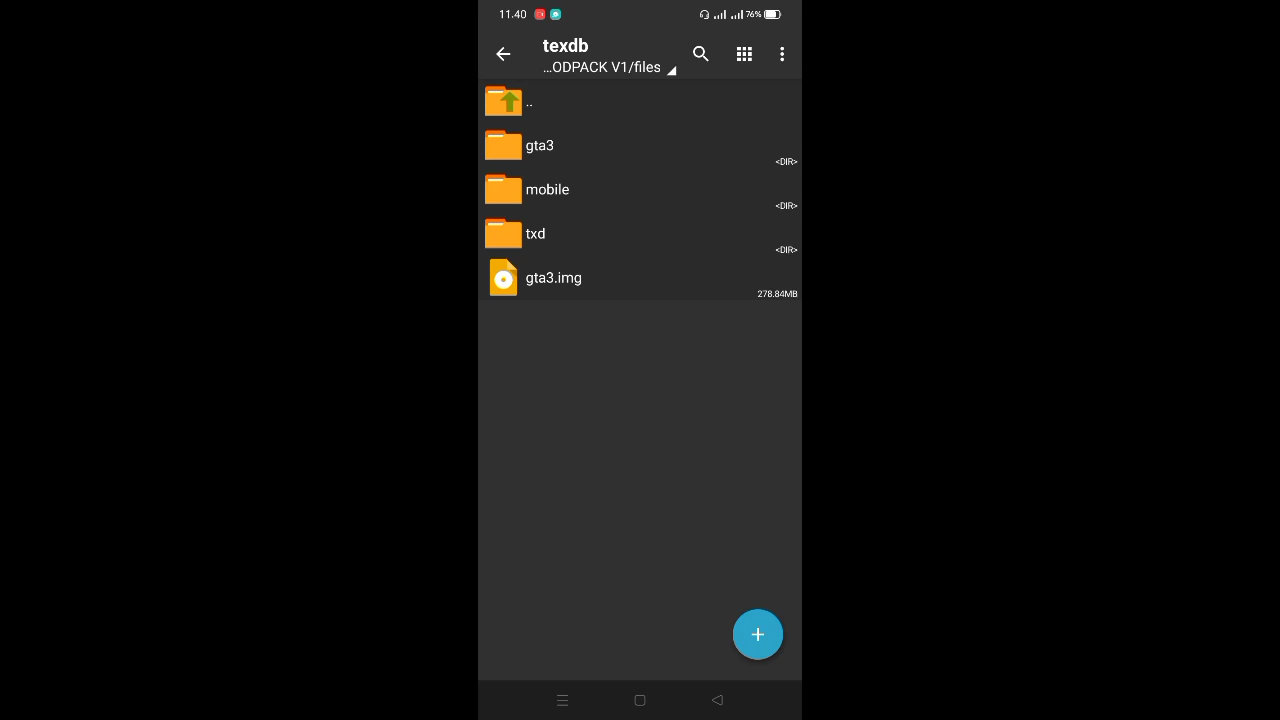 11.40
76%
texdb
...ODPACK V1/files
..
gta3
<DIR>
mobile
<DIR>
txd
<DIR>
gta3.img
278.84MB